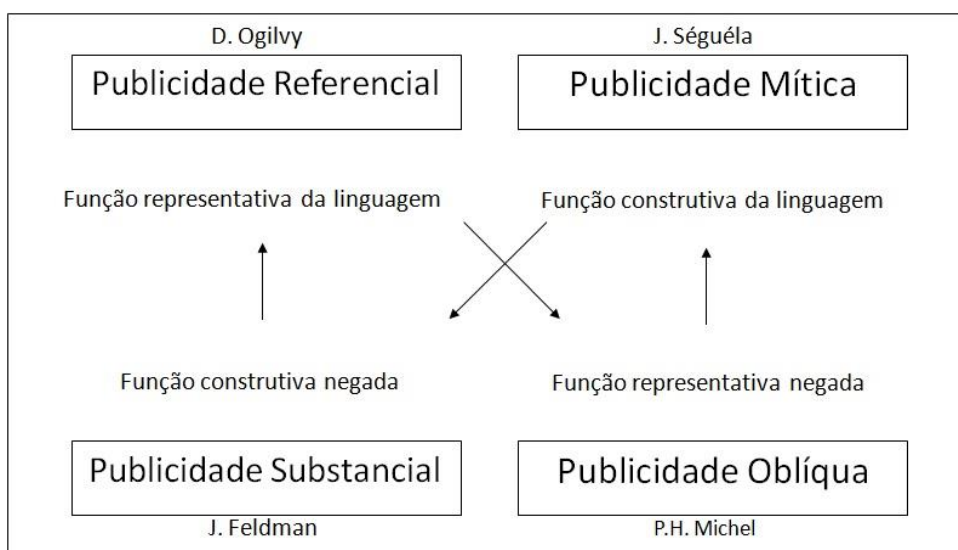 D. Ogilvy
J. Séguéla
Publicidade Referencial
Publicidade Mítica
Função representativa da linguagem
Função construtiva da linguagem
Função construtiva negada
Função representativa negada
Publicidade Substancial
Publicidade Oblíqua
J. Feldman
P.H. Michel